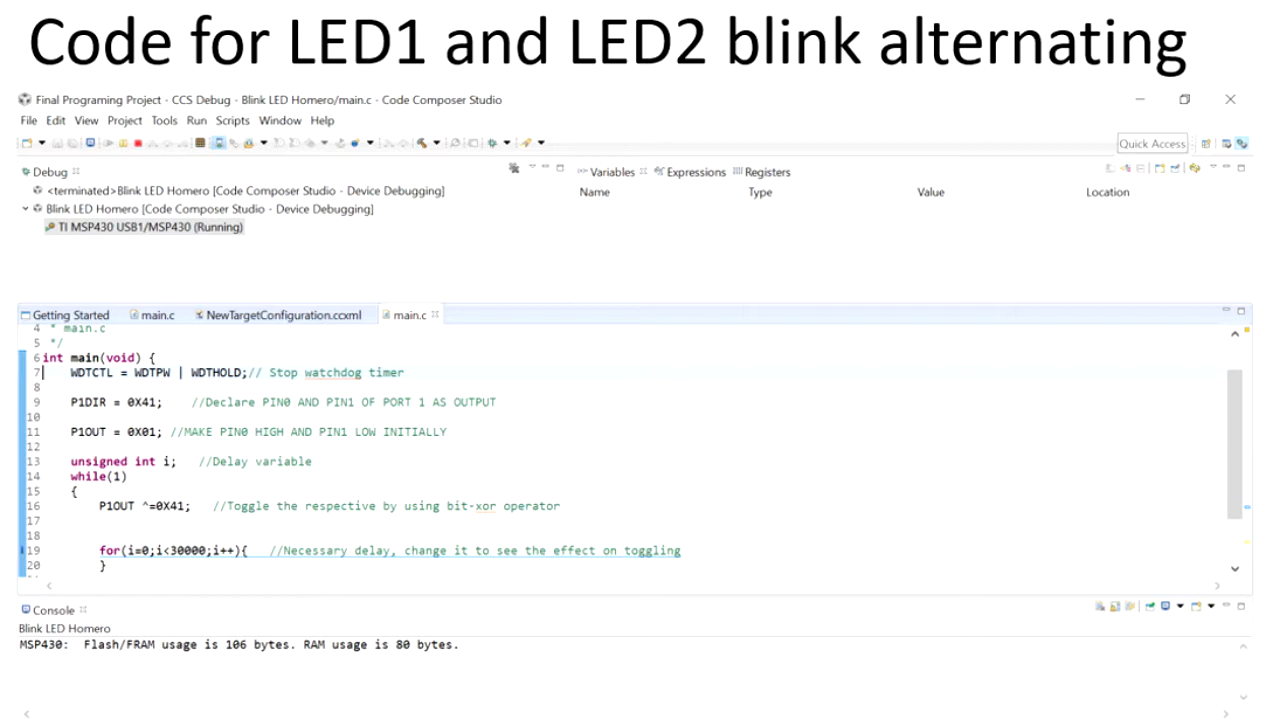 Code for LED1 and LED2 blink alternating
Final Programing Project - CCS Debug - Blink LED Homero/main.c - Code Composer Studio
File Edit View Project Tools Run Scripts Window Help
Quick Access
Debug
Variables Expressions Registers
<terminated>Blink LED Homero [Code Composer Studio - Device Debugging]
Name Type Value Location
Blink LED Homero [Code Composer Studio - Device Debugging]
TI MSP430 USB1/MSP430 (Running)
Getting Started main.c NewTargetConfiguration.ccxml main.c
4 * main.c
5 */
6 int main(void) {
7 WDTCTL = WDTPW | WDTHOLD;// Stop watchdog timer
8
9 P1DIR = 0X41; //Declare PIN0 AND PIN1 OF PORT 1 AS OUTPUT
10
11 P1OUT = 0X01; //MAKE PIN0 HIGH AND PIN1 LOW INITIALLY
12
13 unsigned int i; //Delay variable
14 while(1)
15 {
16 P1OUT ^=0X41; //Toggle the respective by using bit-xor operator
17
18
19 for(i=0;i<30000;i++){ //Necessary delay, change it to see the effect on toggling
20 }
Console
Blink LED Homero
MSP430: Flash/FRAM usage is 106 bytes. RAM usage is 80 bytes.